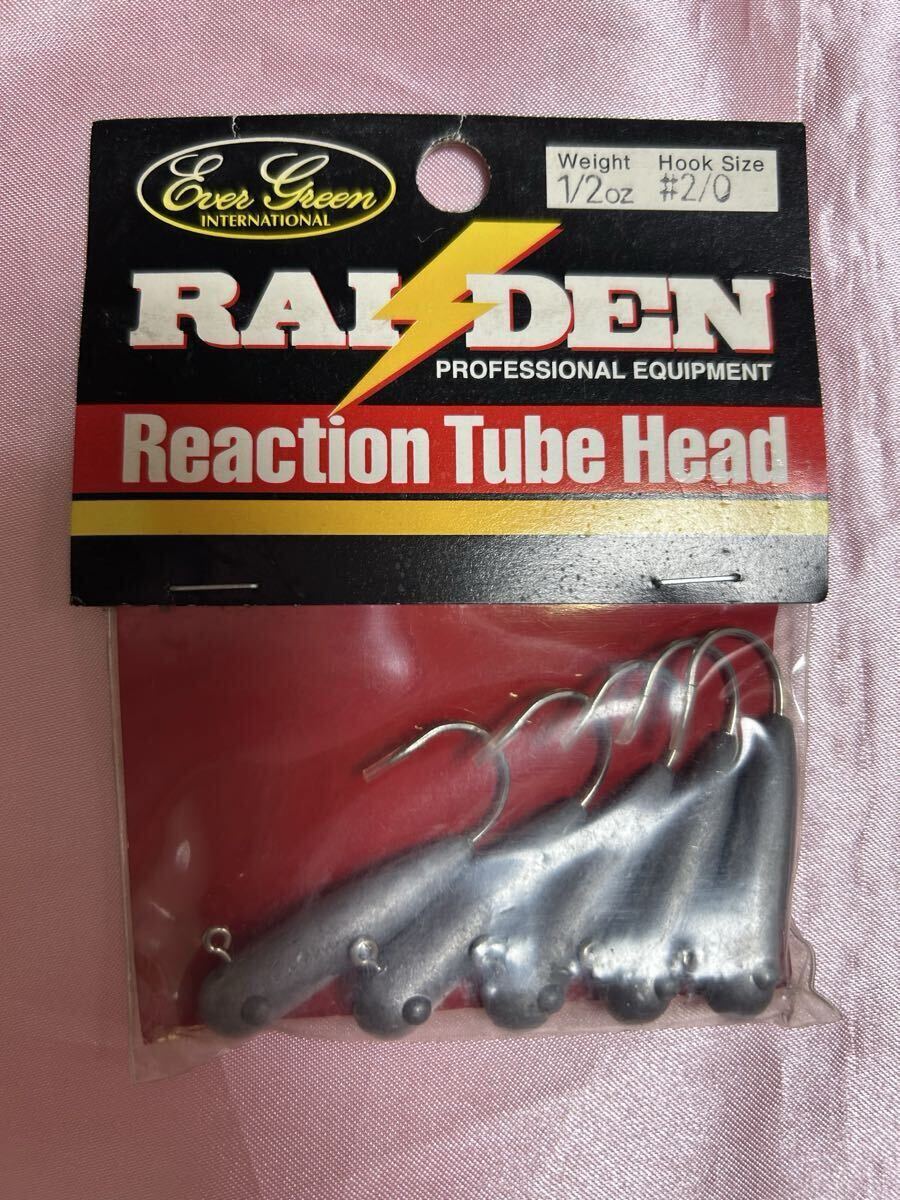 Ever Green
INTERNATIONAL
Weight Hook Size
1/2oz #2/0
RAIDEN
PROFESSIONAL EQUIPMENT
Reaction Tube Head